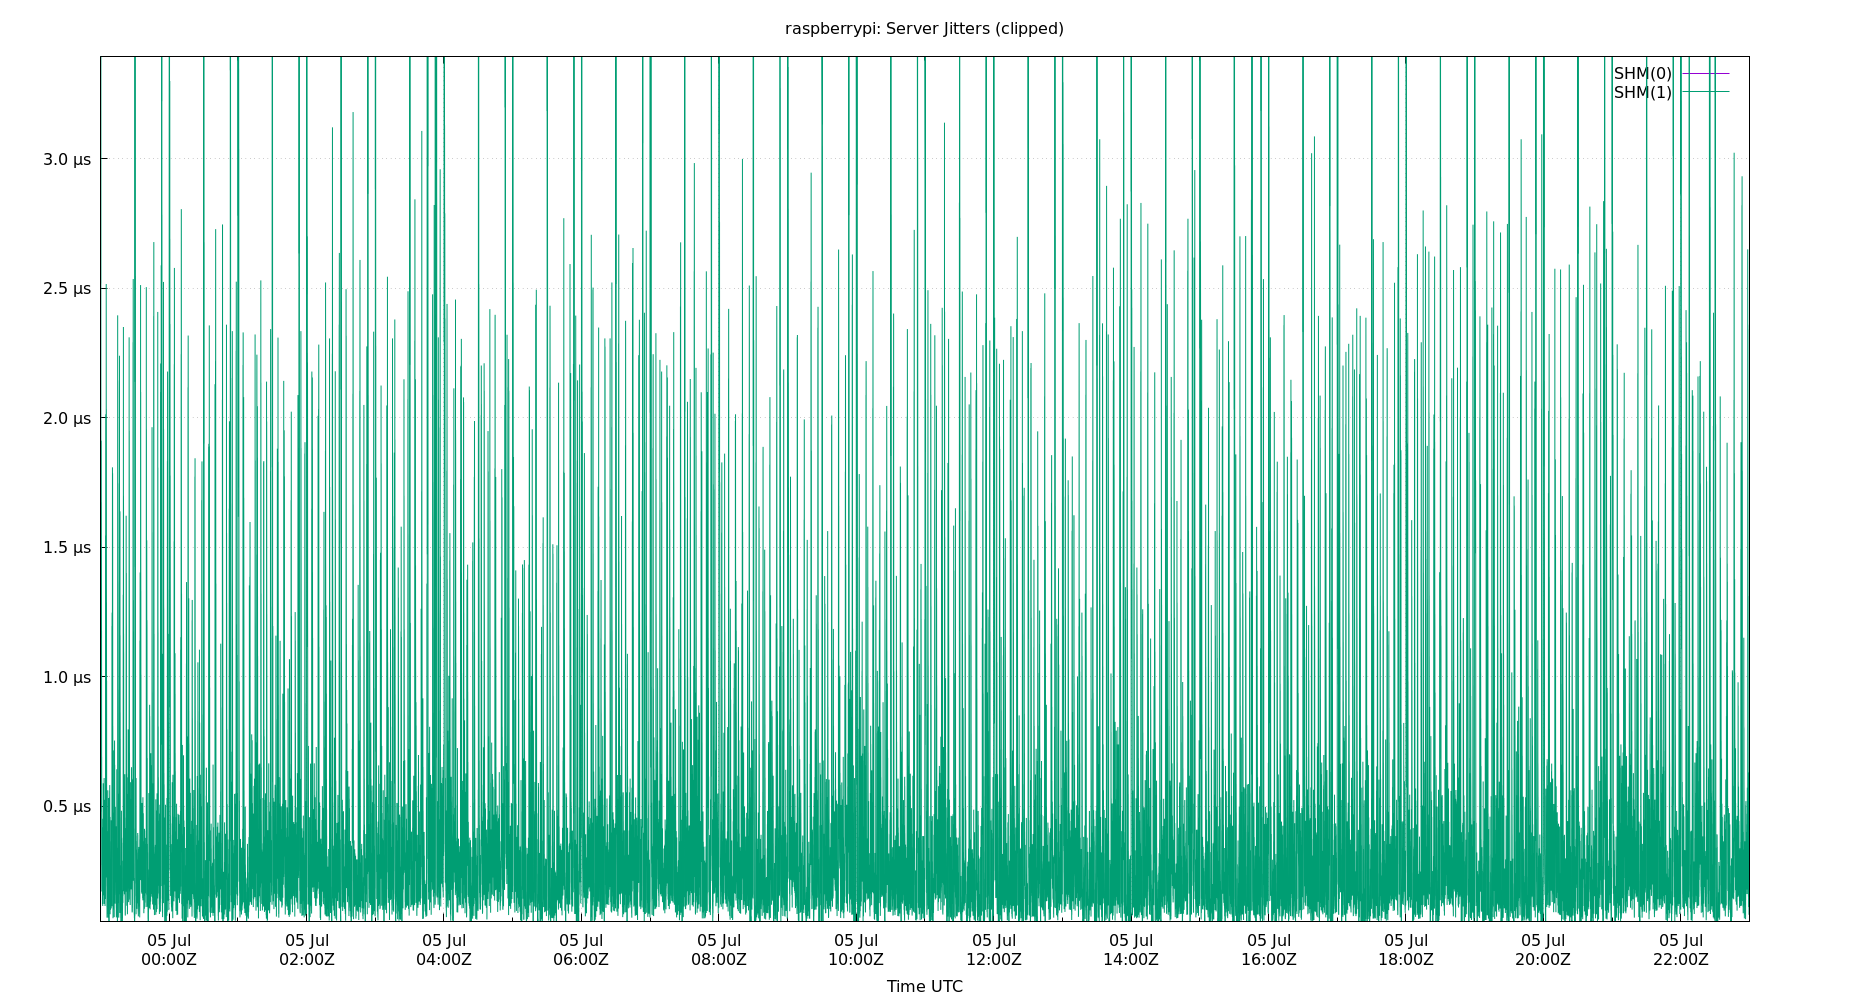 raspberrypi: Server Jitters (clipped)
SHM(0)
SHM(1)
3.0 µs
2.5 µs
2.0 µs
1.5 µs
1.0 µs
0.5 µs
05 Jul 05 Jul 05 Jul 05 Jul 05 Jul 05 Jul 05 Jul 05 Jul 05 Jul 05 Jul 05 Jul 05 Jul
00:00Z 02:00Z 04:00Z 06:00Z 08:00Z 10:00Z 12:00Z 14:00Z 16:00Z 18:00Z 20:00Z 22:00Z
Time UTC